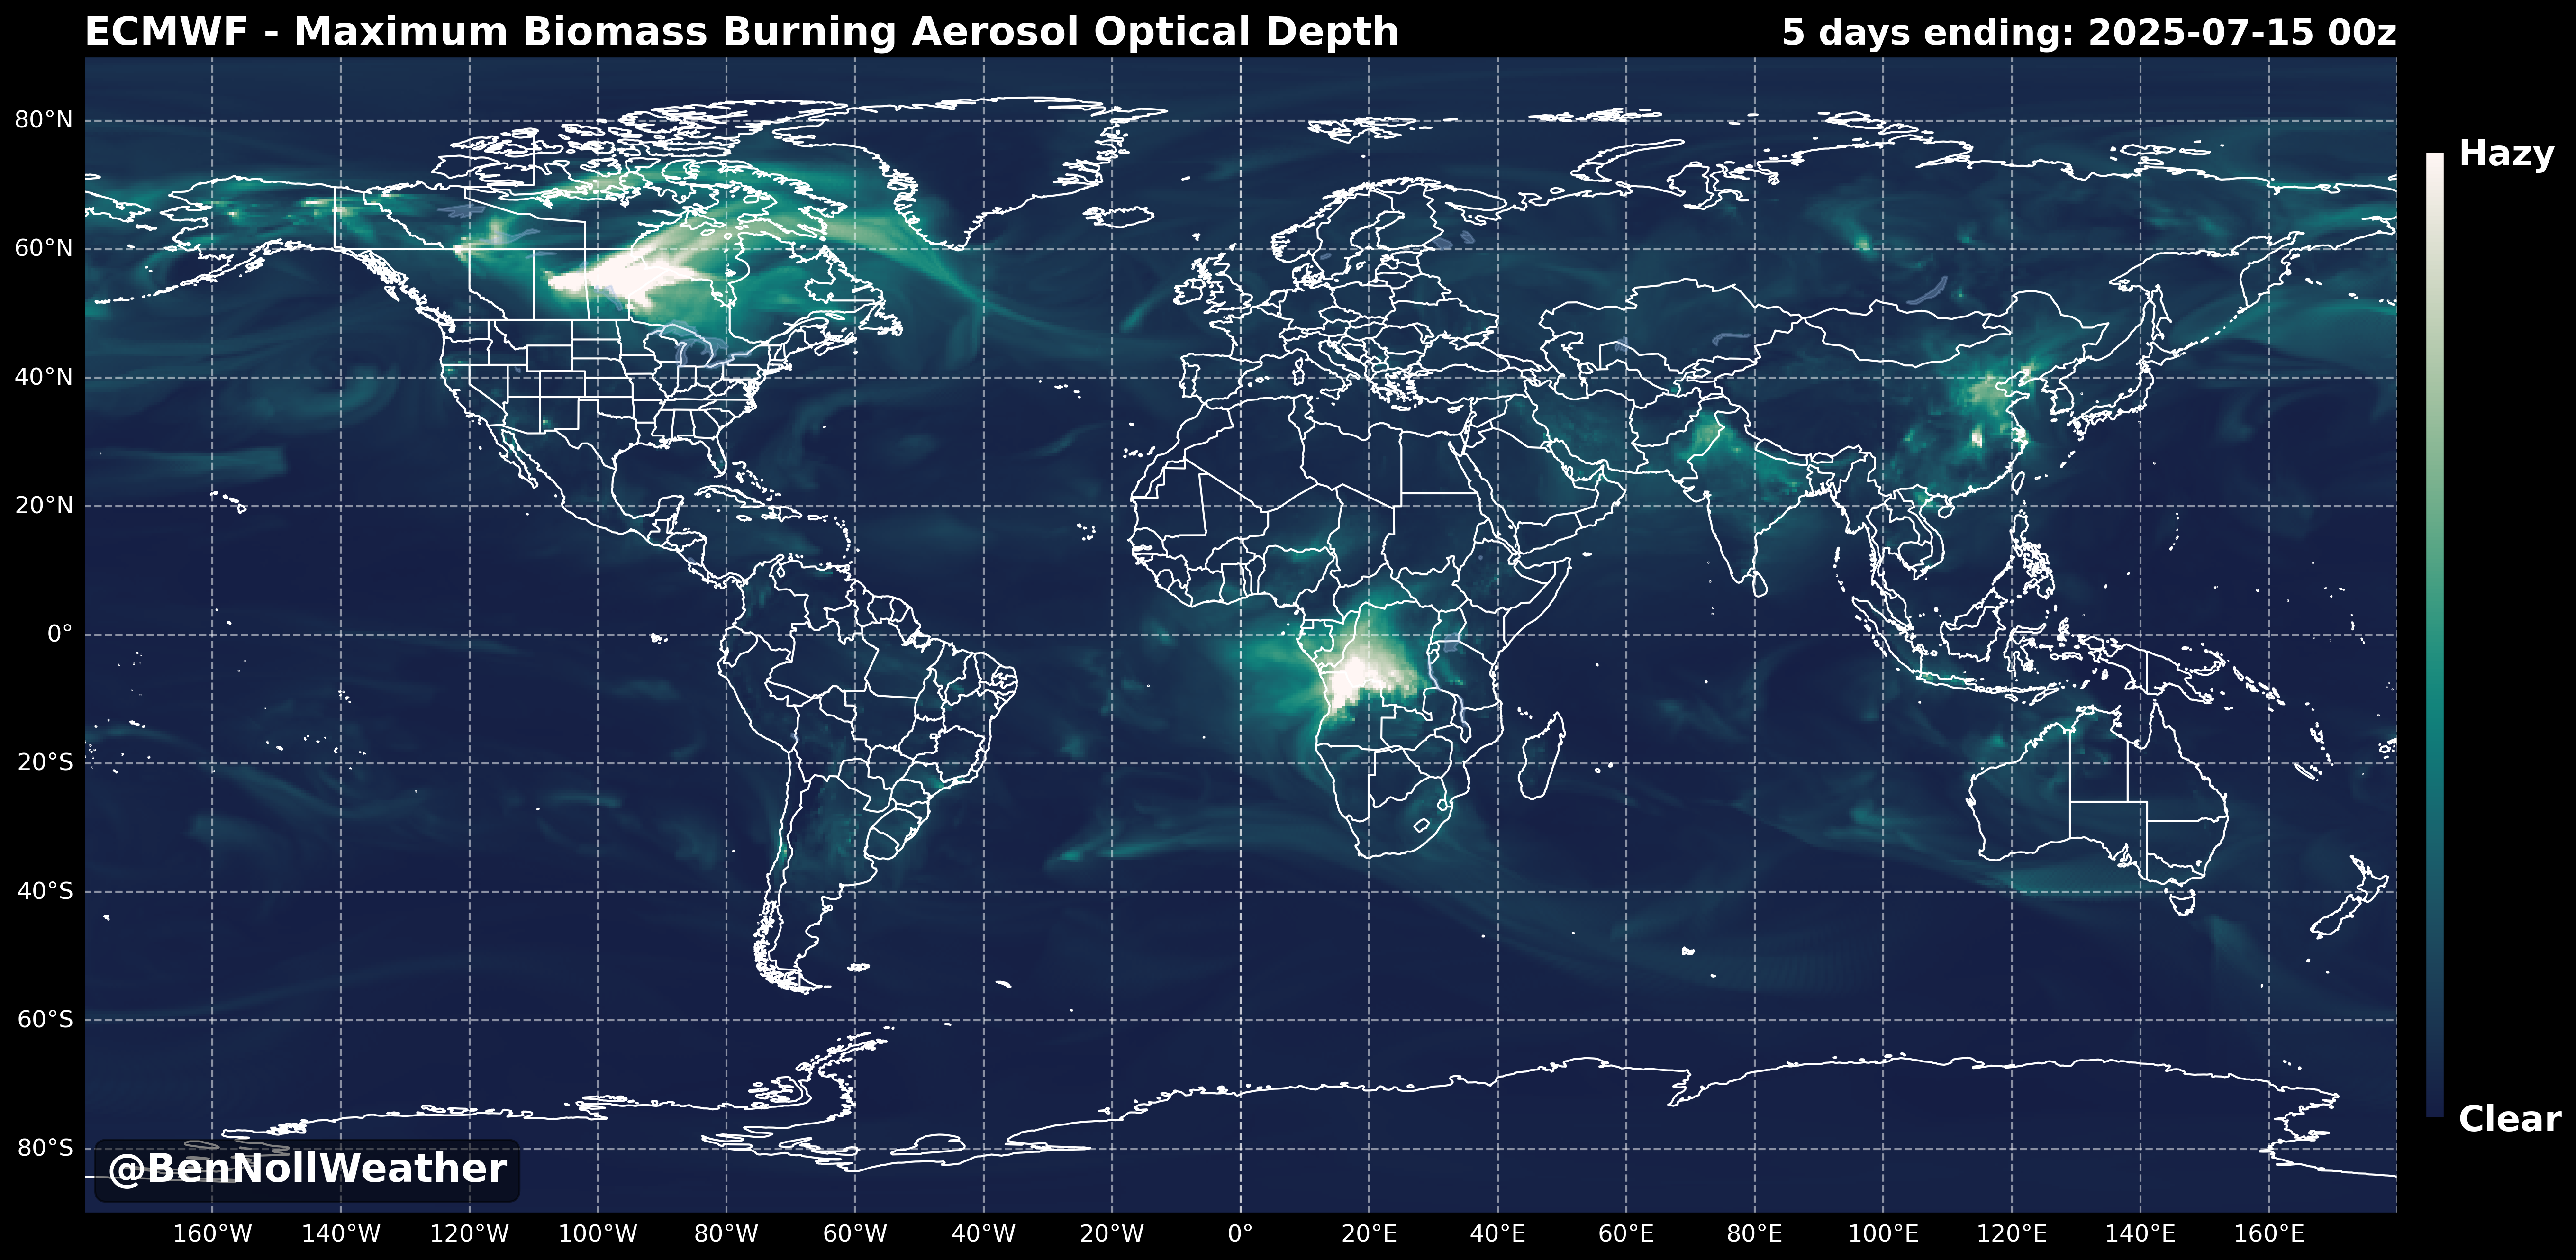 ECMWF - Maximum Biomass Burning Aerosol Optical Depth
5 days ending: 2025-07-15 00z
Hazy
80°N
60°N
40°N
20°N
0°
20°S
40°S
60°S
80°S
Clear
@BenNollWeather
160°W 140°W 120°W 100°W 80°W 60°W 40°W 20°W 0° 20°E 40°E 60°E 80°E 100°E 120°E 140°E 160°E